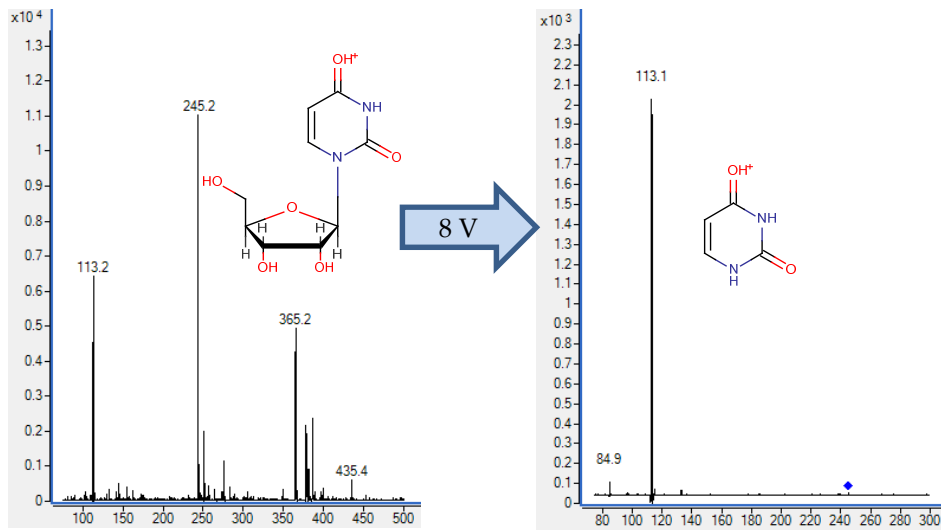 x10 4
1.3
1.2
1.1
1
0.9
0.8
0.7
0.6
0.5
0.4
0.3
0.2
0.1
0
245.2
113.2
365.2
435.4
100 150 200 250 300 350 400 450 500
OH+
NH
N
O
HO
O
H
H
H
H
OH
OH
8 V
x10 3
2.3
2.2
2.1
2
1.9
1.8
1.7
1.6
1.5
1.4
1.3
1.2
1.1
1
0.9
0.8
0.7
0.6
0.5
0.4
0.3
0.2
0.1
0
113.1
84.9
80 100 120 140 160 180 200 220 240 260 280 300
OH+
NH
N
H
O